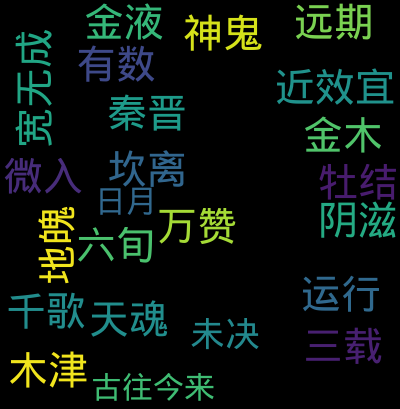 金液
神鬼
远期
宽无成
有数
近效宜
秦晋
金木
微入
坎离
牡结
日月
阴滋
万赞
地魄
六旬
运行
千歌
天魂
未决
三载
木津
古往今来